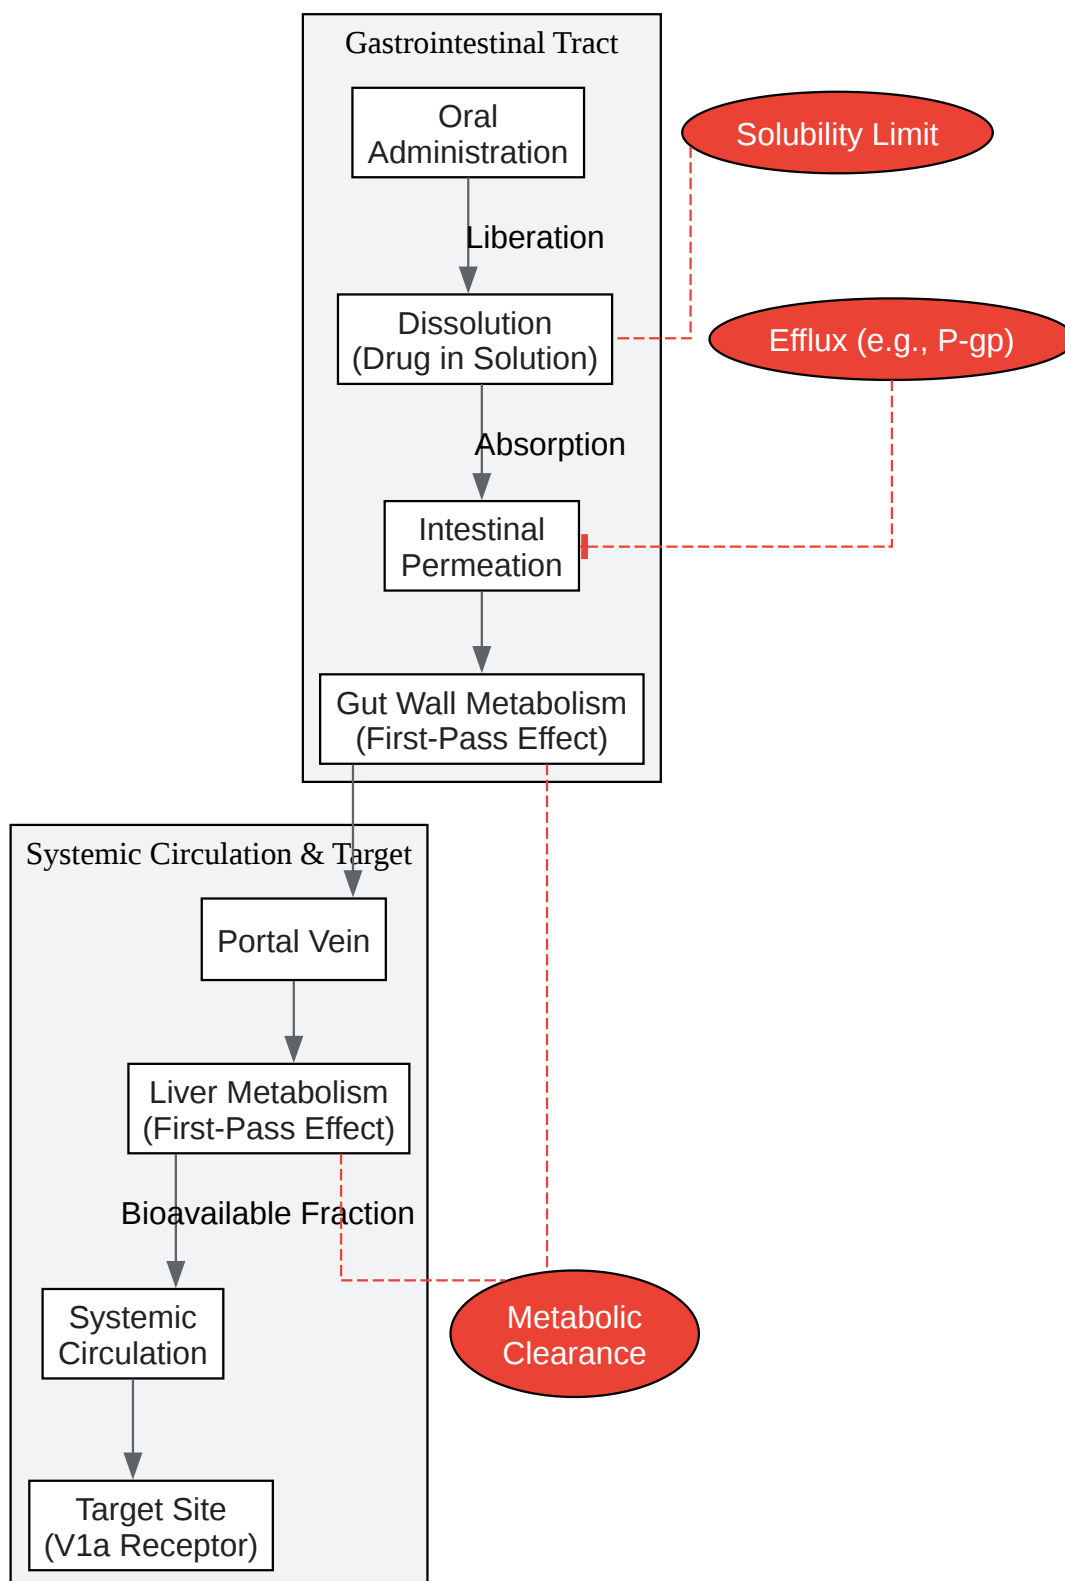 Gastrointestinal Tract
Oral
Administration
Solubility Limit
Liberation
Dissolution
(Drug in Solution)
Efflux (e.g., P-gp)
Absorption
Intestinal
Permeation
Gut Wall Metabolism
(First-Pass Effect)
Systemic Circulation & Target
Portal Vein
Liver Metabolism
(First-Pass Effect)
Bioavailable Fraction
Systemic
Circulation
Metabolic
Clearance
Target Site
(V1a Receptor)